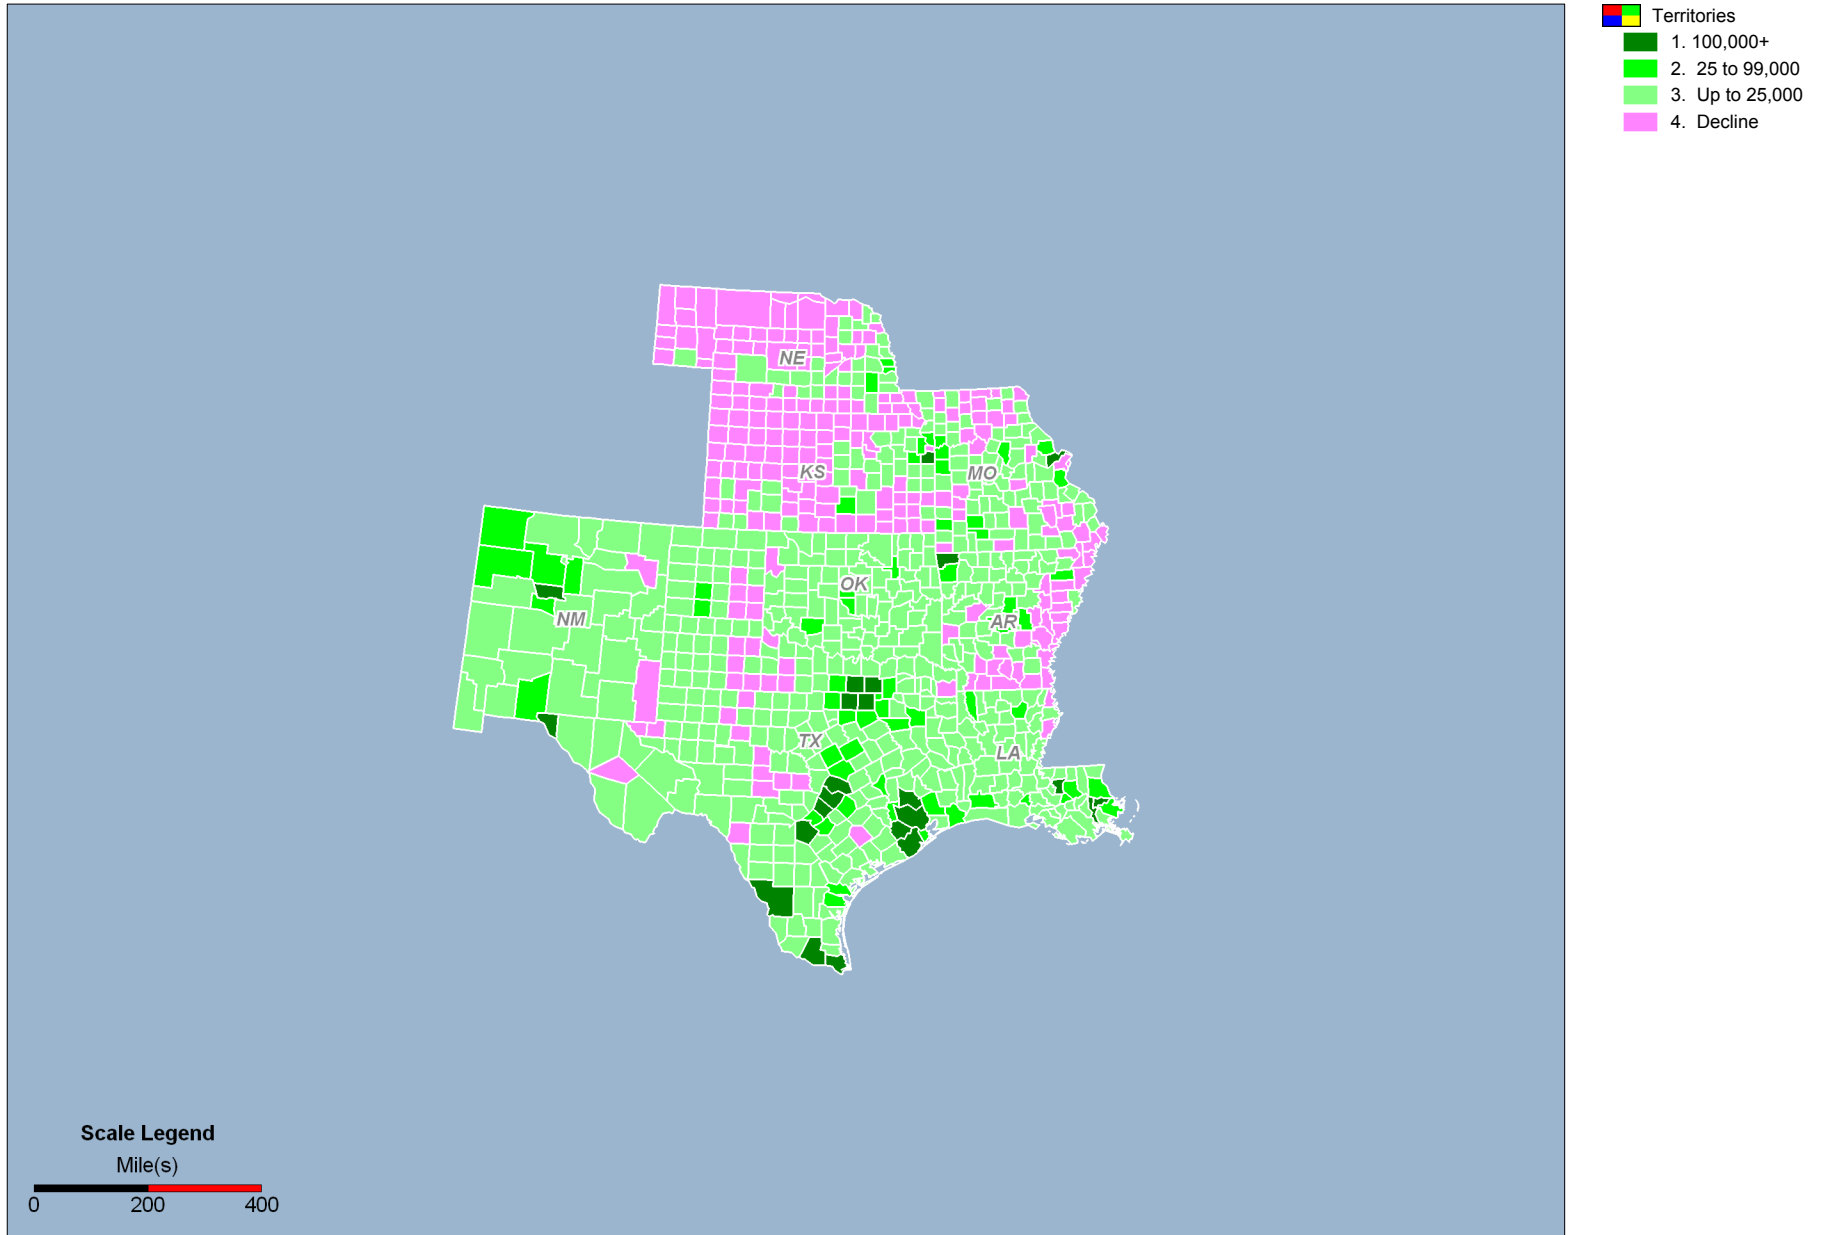 Territories
1. 100,000+
2. 25 to 99,000
3. Up to 25,000
4. Decline
NE
KS
MO
OK
NM
AR
TX
LA
Scale Legend
Mile(s)
0 200 400